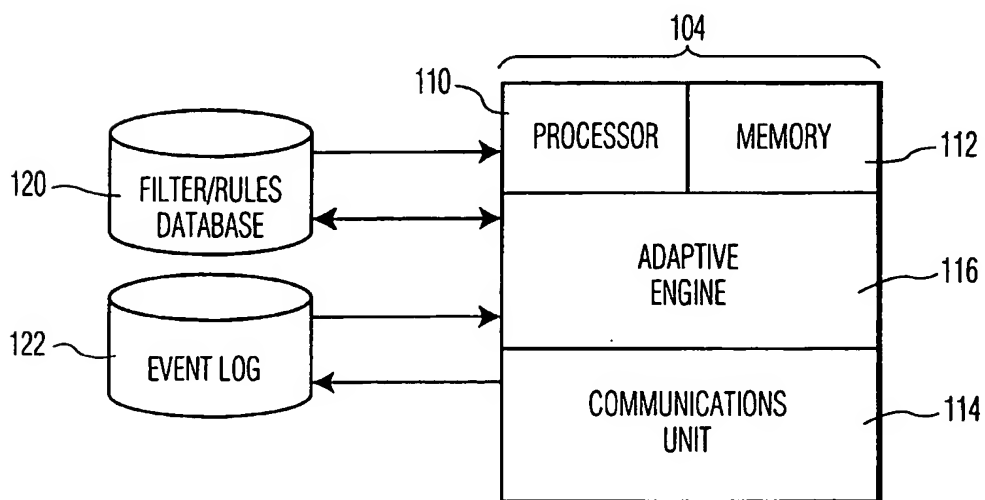 104
110
PROCESSOR
MEMORY
112
120
FILTER/RULES
DATABASE
ADAPTIVE
ENGINE
116
122
EVENT LOG
COMMUNICATIONS
UNIT
114